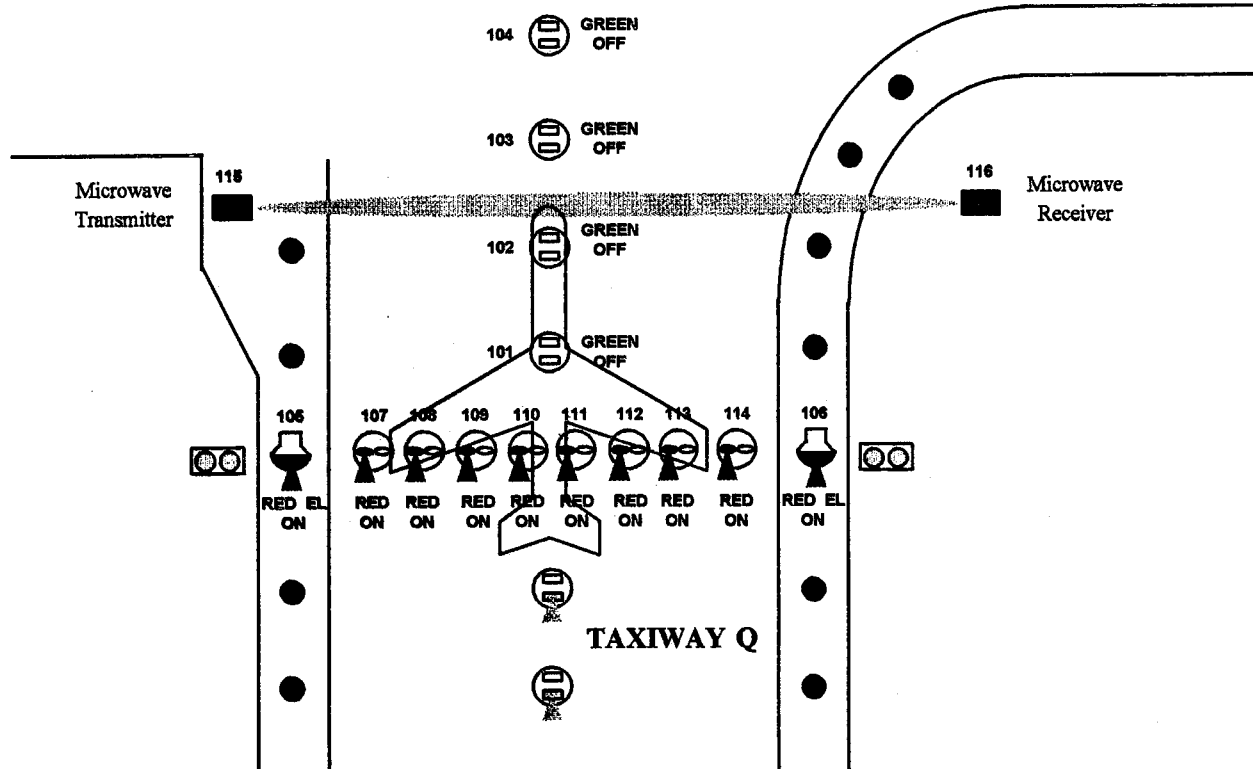 104 GREEN
OFF
103 GREEN
OFF
115
Microwave
Transmitter
116
Microwave
Receiver
102 GREEN
OFF
101 GREEN
OFF
105 107 108 109 110 111 112 113 114 106
RED EL RED RED RED RED RED RED RED RED RED EL
ON ON ON ON ON ON ON ON ON ON
TAXIWAY Q